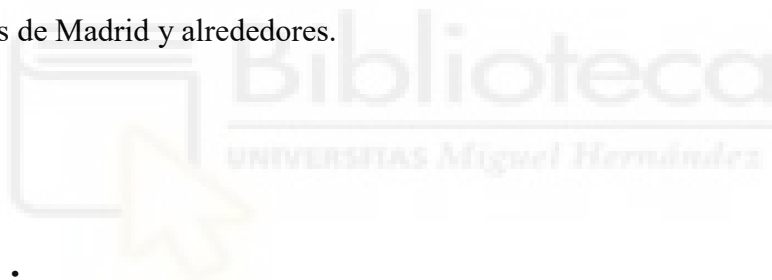 s de Madrid y alrededores.
Biblioteca
UNIVERSITAS Miguel Hernández
.